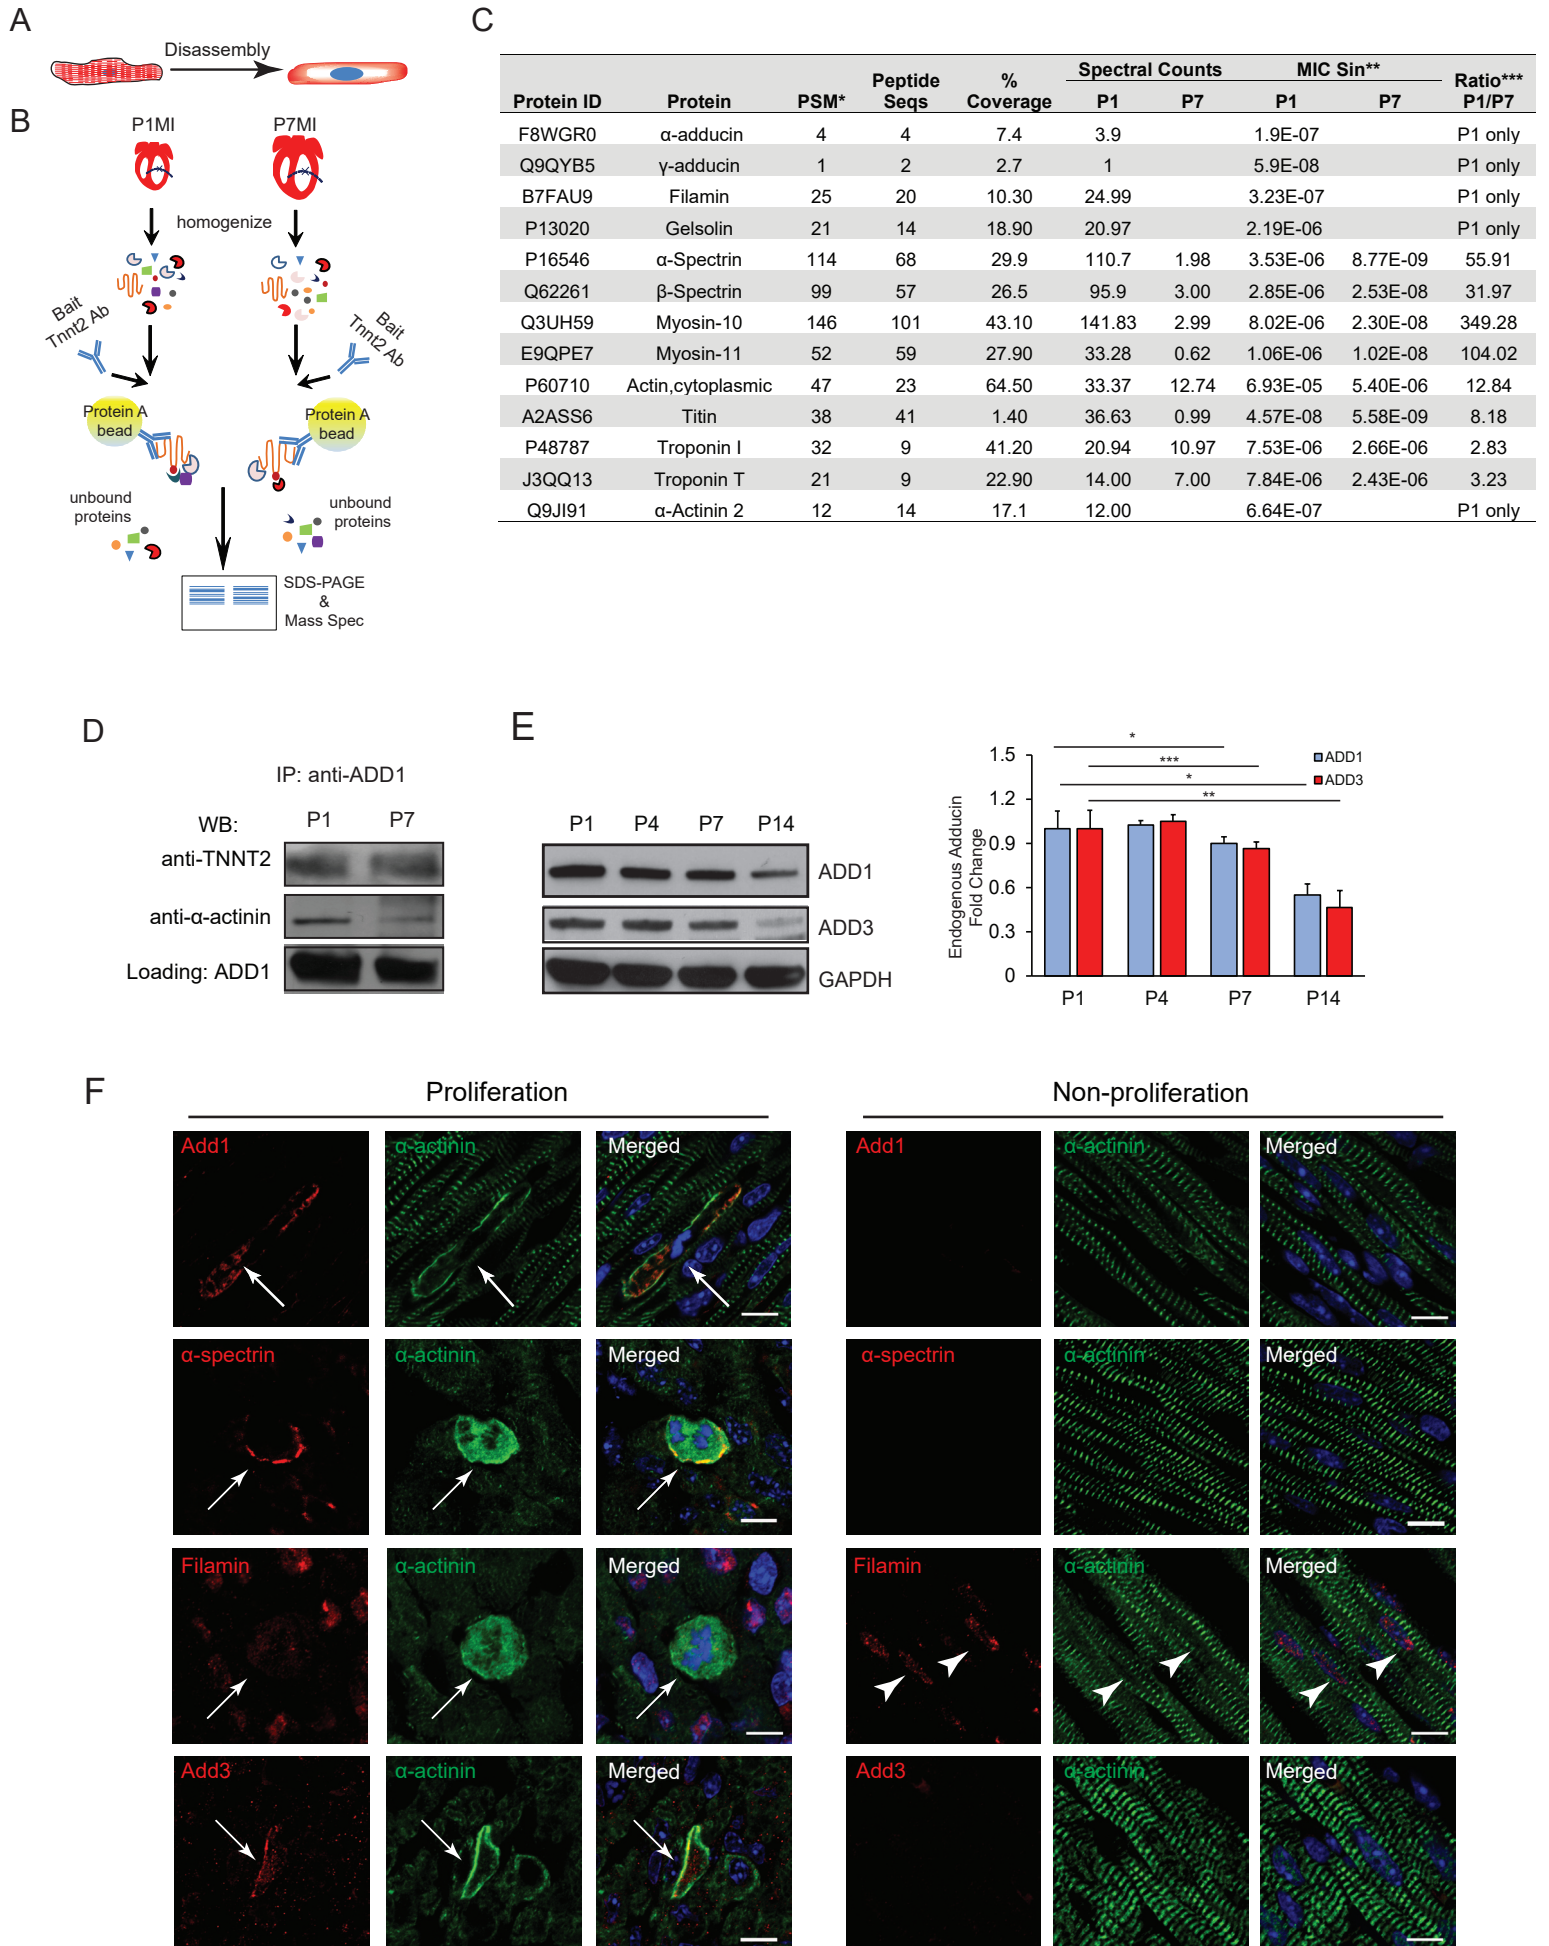 A
Disassembly
B
P1MI P7MI
homogenize
Bait
Tnnt2 Ab
Bait
Tnnt2 Ab
Protein A
bead
Protein A
bead
unbound
proteins
unbound
proteins
SDS-PAGE
&
Mass Spec
C
Protein ID Protein PSM* Peptide Seqs % Coverage Spectral Counts MIC Sin** Ratio*** P1/P7
P1 P7 P1 P7
F8WGR0 α-adducin 4 4 7.4 3.9 1.9E-07 P1 only
Q9QYB5 γ-adducin 1 2 2.7 1 5.9E-08 P1 only
B7FAU9 Filamin 25 20 10.30 24.99 3.23E-07 P1 only
P13020 Gelsolin 21 14 18.90 20.97 2.19E-06 P1 only
P16546 α-Spectrin 114 68 29.9 110.7 1.98 3.53E-06 8.77E-09 55.91
Q62261 β-Spectrin 99 57 26.5 95.9 3.00 2.85E-06 2.53E-08 31.97
Q3UH59 Myosin-10 146 101 43.10 141.83 2.99 8.02E-06 2.30E-08 349.28
E9QPE7 Myosin-11 52 59 27.90 33.28 0.62 1.06E-06 1.02E-08 104.02
P60710 Actin,cytoplasmic 47 23 64.50 33.37 12.74 6.93E-05 5.40E-06 12.84
A2ASS6 Titin 38 41 1.40 36.63 0.99 4.57E-08 5.58E-09 8.18
P48787 Troponin I 32 9 41.20 20.94 10.97 7.53E-06 2.66E-06 2.83
J3QQ13 Troponin T 21 9 22.90 14.00 7.00 7.84E-06 2.43E-06 3.23
Q9JI91 α-Actinin 2 12 14 17.1 12.00 6.64E-07 P1 only
D
IP: anti-ADD1
WB: P1 P7
anti-TNNT2
anti-α-actinin
Loading: ADD1
E
P1 P4 P7 P14
ADD1
ADD3
GAPDH
Endogenous Adducin
Fold Change
1.5
1.2
0.9
0.6
0.3
0
*
***
*
**
ADD1
ADD3
P1 P4 P7 P14
F
Proliferation Non-proliferation
Add1 α-actinin Merged Add1 α-actinin Merged
α-spectrin α-actinin Merged α-spectrin α-actinin Merged
Filamin α-actinin Merged Filamin α-actinin Merged
Add3 α-actinin Merged Add3 α-actinin Merged